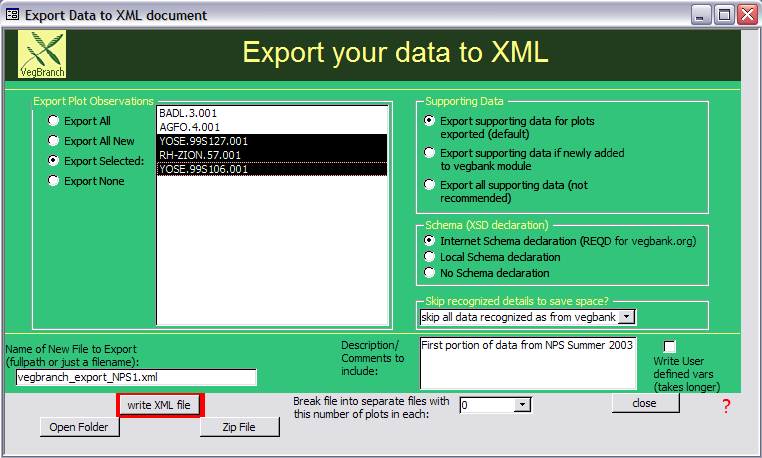 Export Data to XML document
VegBranch
Export your data to XML
Export Plot Observations
Export All
Export All New
Export Selected:
Export None
BADL.3.001
AGFO.4.001
YOSE.99S127.001
RH-ZION.57.001
YOSE.99S106.001
Supporting Data
Export supporting data for plots
exported (default)
Export supporting data if newly added
to vegbank module
Export all supporting data (not
recommended)
Schema (XSD declaration)
Internet Schema declaration (REQD for vegbank.org)
Local Schema declaration
No Schema declaration
Skip recognized details to save space?
skip all data recognized as from vegbank
Name of New File to Export
(fullpath or just a filename):
vegbranch_export_NPS1.xml
Description/
Comments to
include:
First portion of data from NPS Summer 2003
Write User
defined vars
(takes longer)
write XML file
Break file into separate files with
this number of plots in each:
0
close
?
Open Folder
Zip File